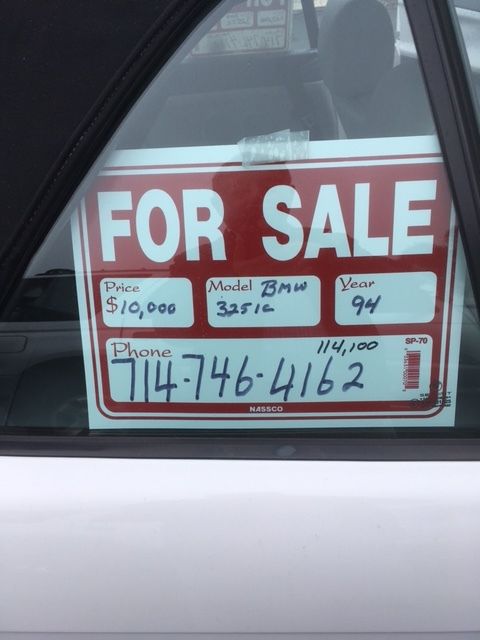 FOR SALE
Price
$10,000
Model BMW
325ic
Year
94
Phone
114,100
714-746-4162
SP-70
NASSCO